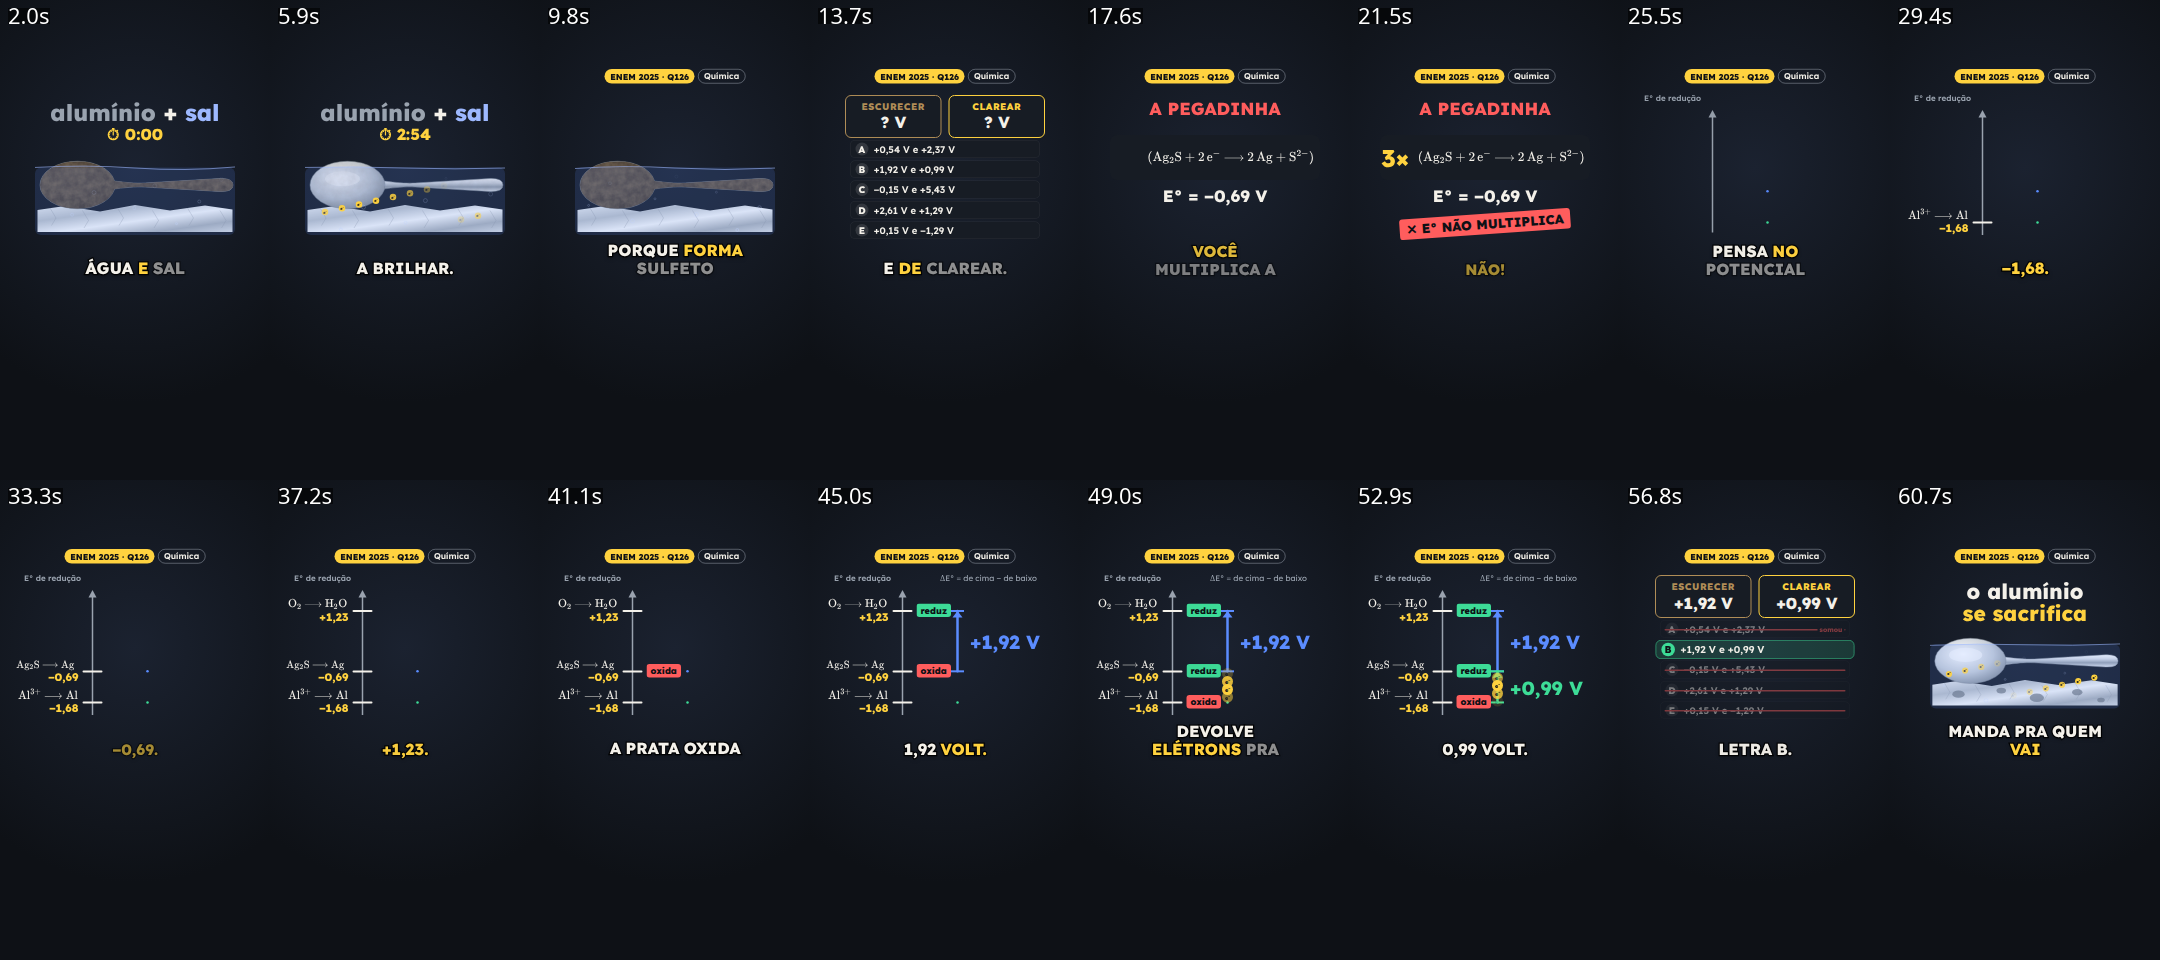 2.0s
alumínio + sal
⏱ 0:00
ÁGUA E SAL
5.9s
alumínio + sal
⏱ 2:54
A BRILHAR.
9.8s
ENEM 2025 · Q126 Química
PORQUE FORMA
SULFETO
13.7s
ENEM 2025 · Q126 Química
ESCURECER
? V
CLAREAR
? V
A +0,54 V e +2,37 V
B +1,92 V e +0,99 V
C −0,15 V e +5,43 V
D +2,61 V e +1,29 V
E +0,15 V e −1,29 V
E DE CLAREAR.
17.6s
ENEM 2025 · Q126 Química
A PEGADINHA
(Ag₂S + 2 e⁻ ⟶ 2 Ag + S²⁻)
E° = −0,69 V
VOCÊ
MULTIPLICA A
21.5s
ENEM 2025 · Q126 Química
A PEGADINHA
3× (Ag₂S + 2 e⁻ ⟶ 2 Ag + S²⁻)
E° = −0,69 V
× E° NÃO MULTIPLICA
NÃO!
25.5s
ENEM 2025 · Q126 Química
E° de redução
PENSA NO
POTENCIAL
29.4s
ENEM 2025 · Q126 Química
E° de redução
Al³⁺ ⟶ Al
−1,68
−1,68.
33.3s
ENEM 2025 · Q126 Química
E° de redução
Ag₂S ⟶ Ag
−0,69
Al³⁺ ⟶ Al
−1,68
−0,69.
37.2s
ENEM 2025 · Q126 Química
E° de redução
O₂ ⟶ H₂O
+1,23
Ag₂S ⟶ Ag
−0,69
Al³⁺ ⟶ Al
−1,68
+1,23.
41.1s
ENEM 2025 · Q126 Química
E° de redução
O₂ ⟶ H₂O
+1,23
Ag₂S ⟶ Ag
oxida
−0,69
Al³⁺ ⟶ Al
−1,68
A PRATA OXIDA
45.0s
ENEM 2025 · Q126 Química
E° de redução
ΔE° = de cima − de baixo
O₂ ⟶ H₂O
reduz
+1,23
+1,92 V
Ag₂S ⟶ Ag
oxida
−0,69
Al³⁺ ⟶ Al
−1,68
1,92 VOLT.
49.0s
ENEM 2025 · Q126 Química
E° de redução
ΔE° = de cima − de baixo
O₂ ⟶ H₂O
reduz
+1,23
+1,92 V
Ag₂S ⟶ Ag
reduz
−0,69
Al³⁺ ⟶ Al
oxida
−1,68
DEVOLVE
ELÉTRONS PRA
52.9s
ENEM 2025 · Q126 Química
E° de redução
ΔE° = de cima − de baixo
O₂ ⟶ H₂O
reduz
+1,23
+1,92 V
Ag₂S ⟶ Ag
reduz
−0,69
+0,99 V
Al³⁺ ⟶ Al
oxida
−1,68
0,99 VOLT.
56.8s
ENEM 2025 · Q126 Química
ESCURECER
+1,92 V
CLAREAR
+0,99 V
A +0,54 V e +2,37 V somou
B +1,92 V e +0,99 V
C −0,15 V e +5,43 V
D +2,61 V e +1,29 V
E +0,15 V e −1,29 V
LETRA B.
60.7s
ENEM 2025 · Q126 Química
o alumínio
se sacrifica
MANDA PRA QUEM
VAI